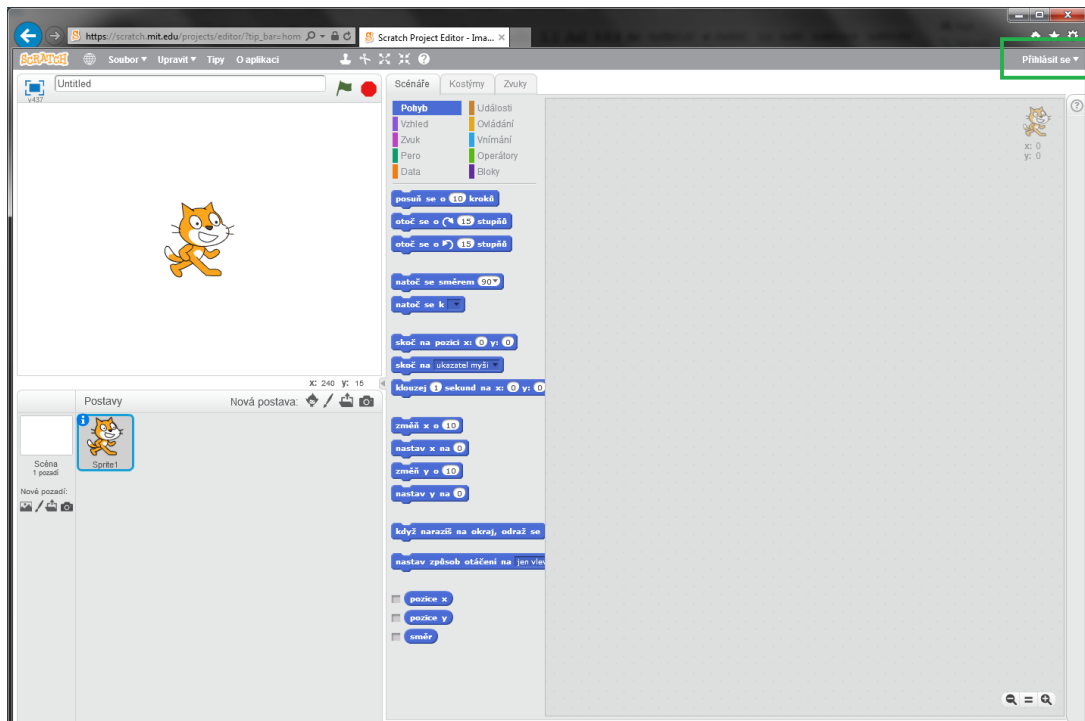 https://scratch.mit.edu/projects/editor/?tip_bar=hom
Scratch Project Editor - Ima...
SCRATCH Soubor Upravit Tipy O aplikaci
Přihlásit se
Untitled
v437
Scénáře Kostýmy Zvuky
Pohyb Události
Vzhled Ovládání
Zvuk Vnímání
Pero Operátory
Data Bloky
x: 0
y: 0
posuň se o 10 kroků
otoč se o 15 stupňů
otoč se o 15 stupňů
natoč se směrem 90
natoč se k
skoč na pozici x: 0 y: 0
skoč na ukazatel myši
klouzej 1 sekund na x: 0 y: 0
změň x o 10
nastav x na 0
změň y o 10
nastav y na 0
když narazíš na okraj, odraž se
nastav způsob otáčení na jen vlev
pozice x
pozice y
směr
X: 240 y: 15
Postavy Nová postava:
Scéna
1 pozadí
Sprite1
Nové pozadí: